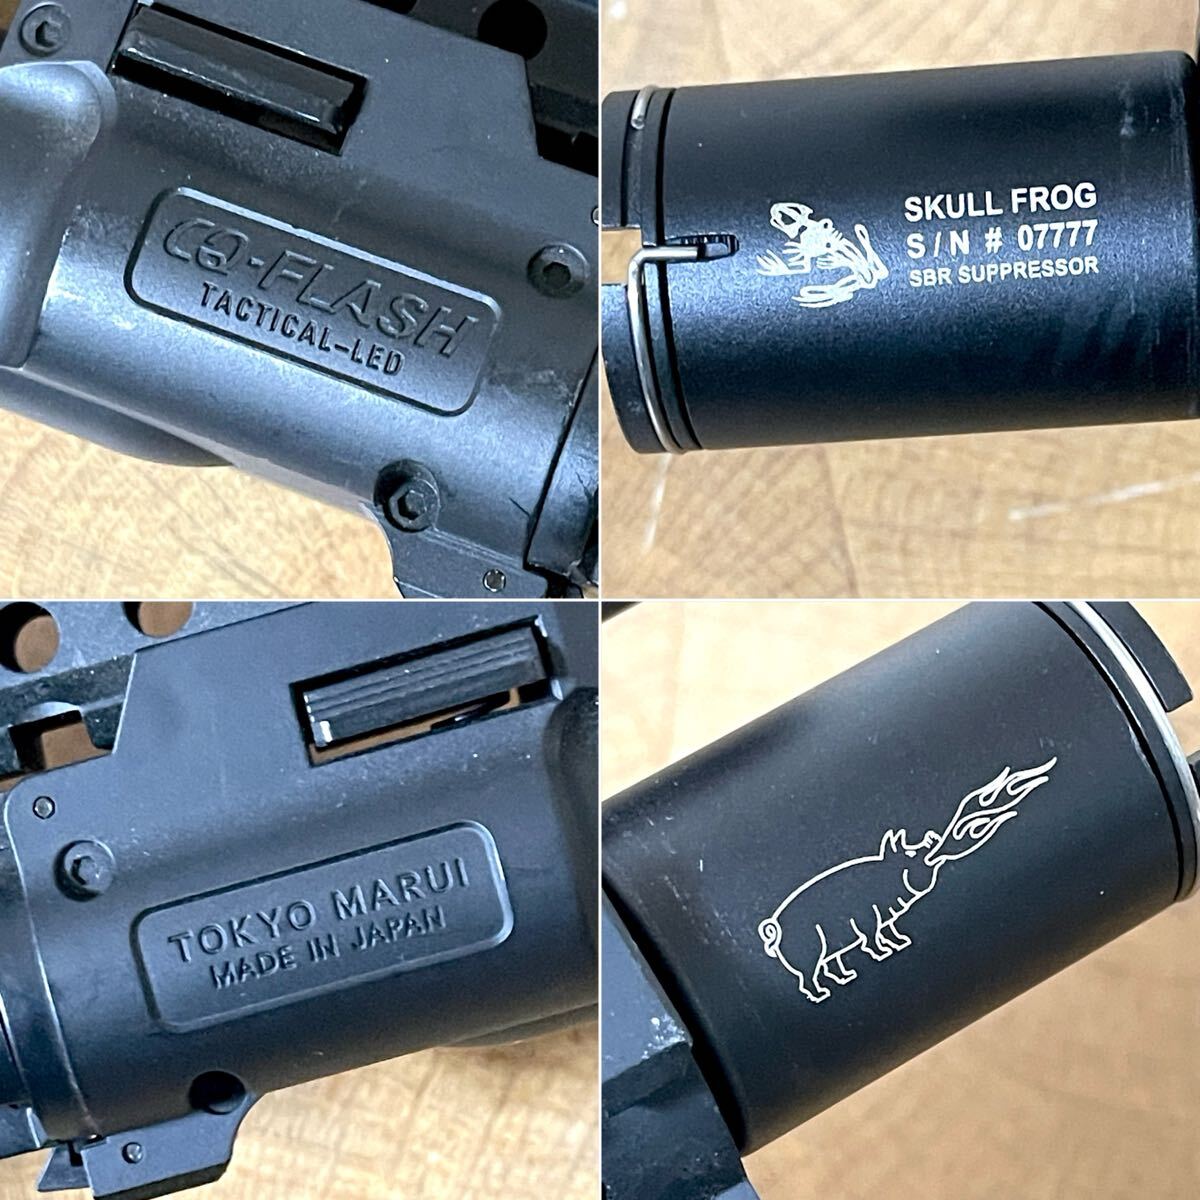 CQ-FLASH
TACTICAL-LED
SKULL FROG
S/N # 07777
SBR SUPPRESSOR
TOKYO MARUI
MADE IN JAPAN